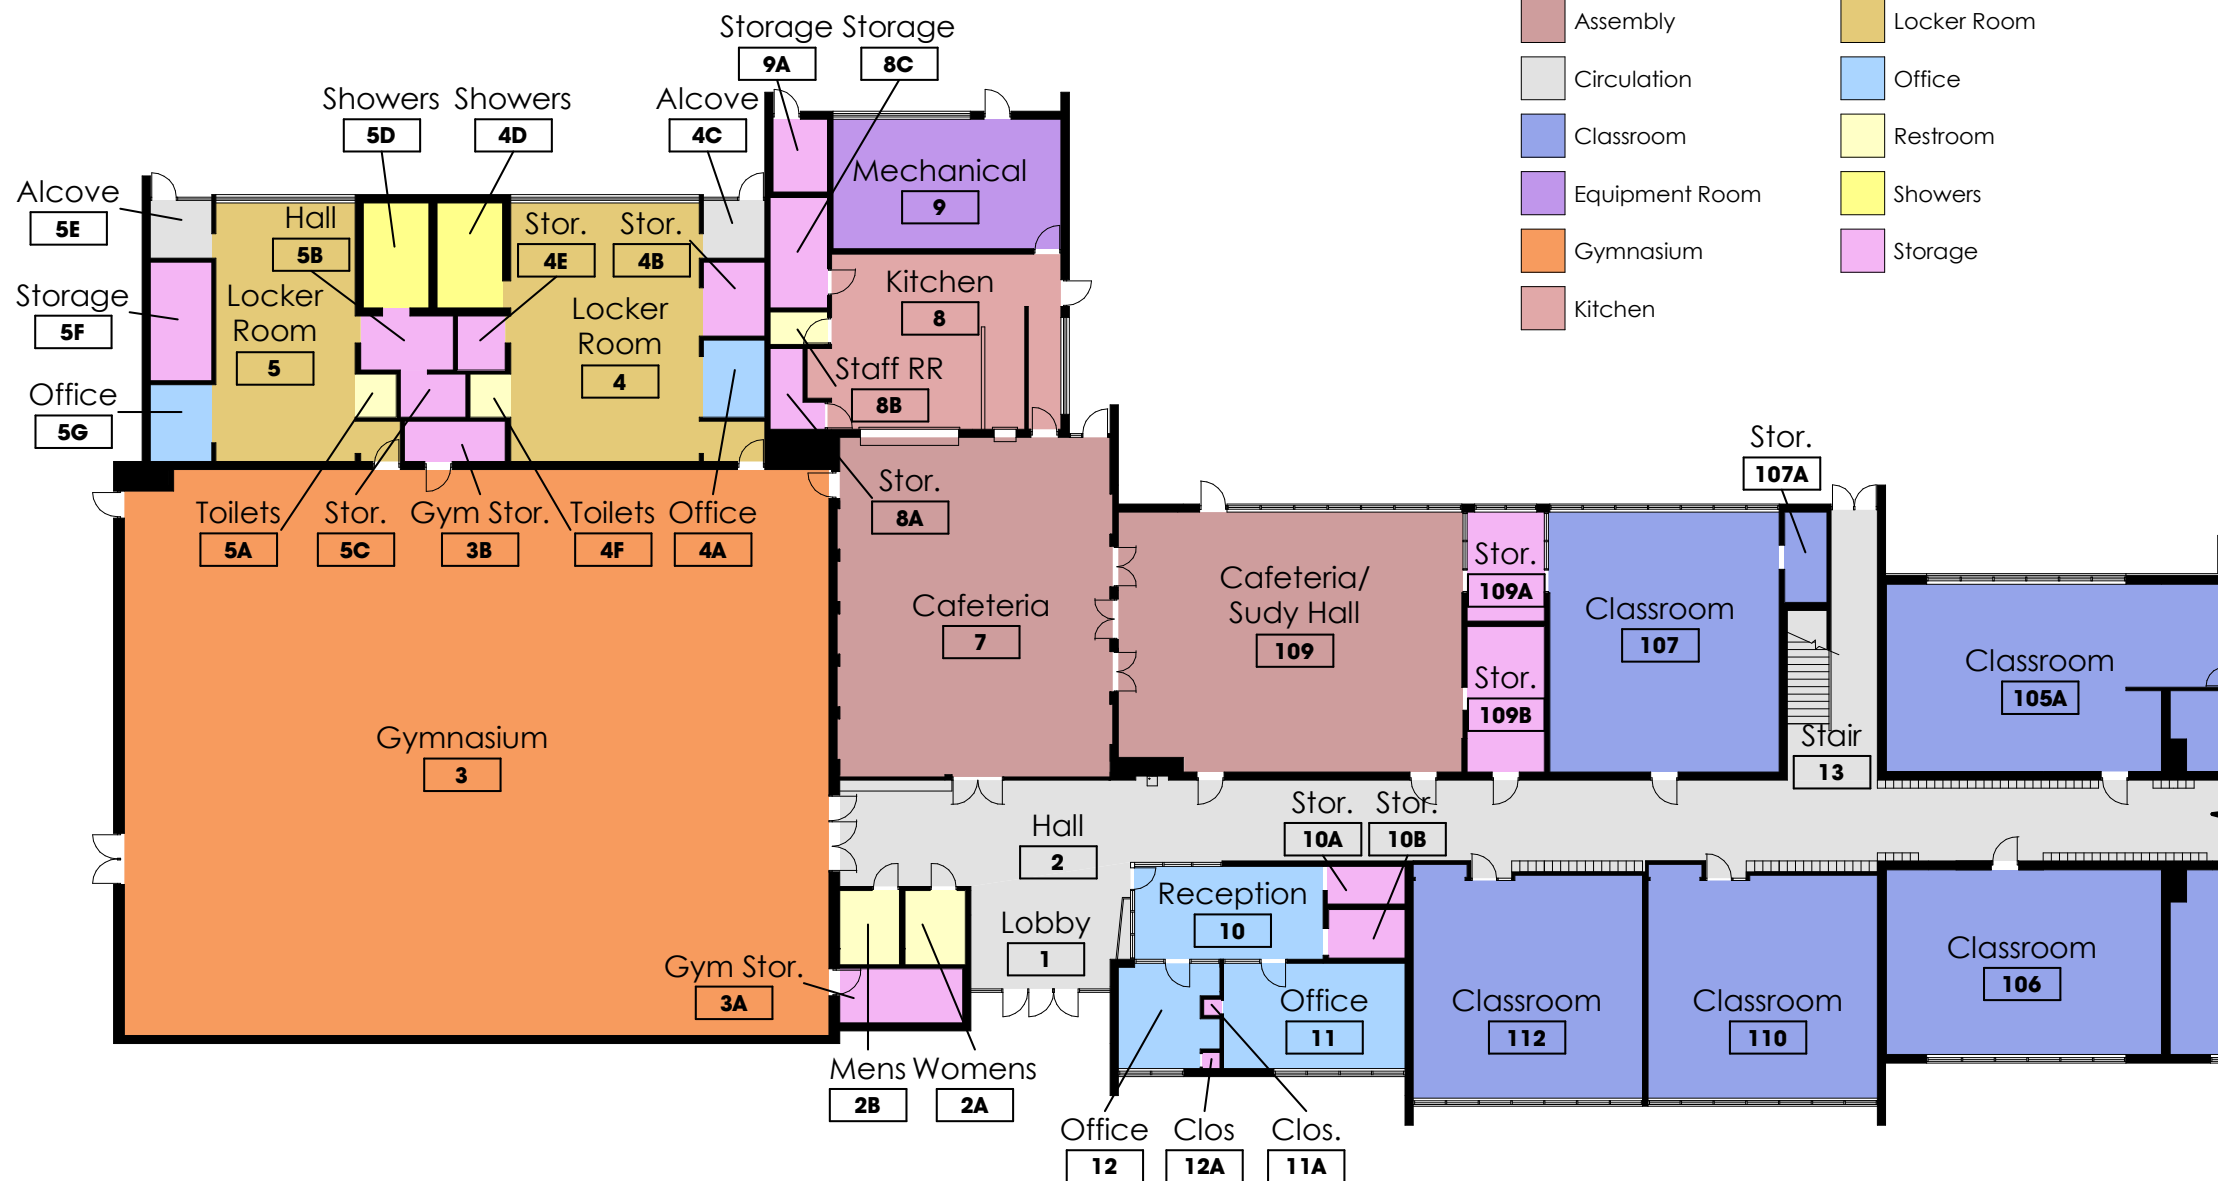 Assembly
Locker Room
Circulation
Office
Classroom
Restroom
Equipment Room
Showers
Gymnasium
Storage
Kitchen
Storage
9A
Storage
8C
Showers
5D
Showers
4D
Alcove
4C
Alcove
5E
Hall
5B
Stor.
4E
Stor.
4B
Mechanical
9
Storage
5F
Locker
Room
5
Locker
Room
4
Kitchen
8
Office
5G
Staff RR
8B
Toilets
5A
Stor.
5C
Gym Stor.
3B
Toilets
4F
Office
4A
Stor.
8A
Stor.
107A
Cafeteria
7
Cafeteria/
Sudy Hall
109
Stor.
109A
Stor.
109B
Classroom
107
Classroom
105A
Gymnasium
3
Stair
13
Hall
2
Stor.
10A
Stor.
10B
Reception
10
Lobby
1
Gym Stor.
3A
Office
11
Classroom
112
Classroom
110
Classroom
106
Mens
2B
Womens
2A
Office
12
Clos
12A
Clos.
11A